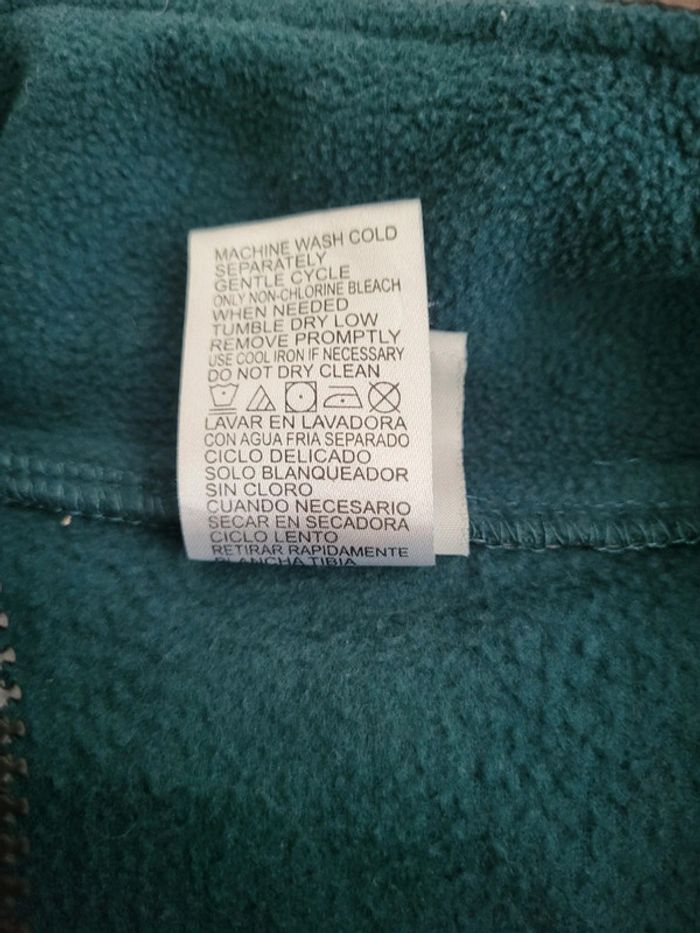 MACHINE WASH COLD
SEPARATELY
GENTLE CYCLE
ONLY NON-CHLORINE BLEACH
WHEN NEEDED
TUMBLE DRY LOW
REMOVE PROMPTLY
USE COOL IRON IF NECESSARY
DO NOT DRY CLEAN
LAVAR EN LAVADORA
CON AGUA FRIA SEPARADO
CICLO DELICADO
SOLO BLANQUEADOR
SIN CLORO
CUANDO NECESARIO
SECAR EN SECADORA
CICLO LENTO
RETIRAR RAPIDAMENTE
PLANCHA TIBIA